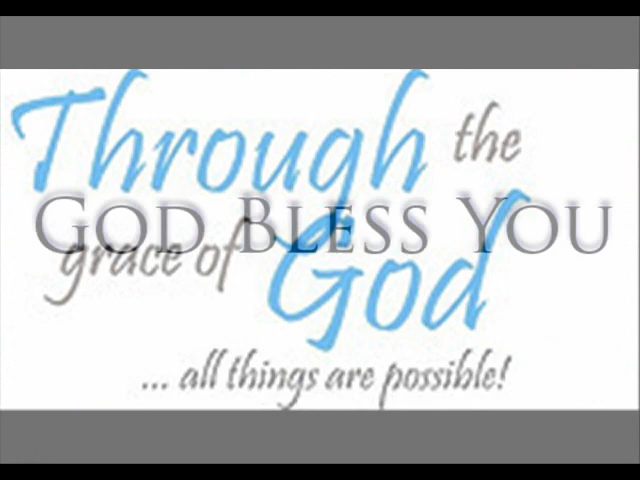 Through the
God Bless You
grace of God
... all things are possible!